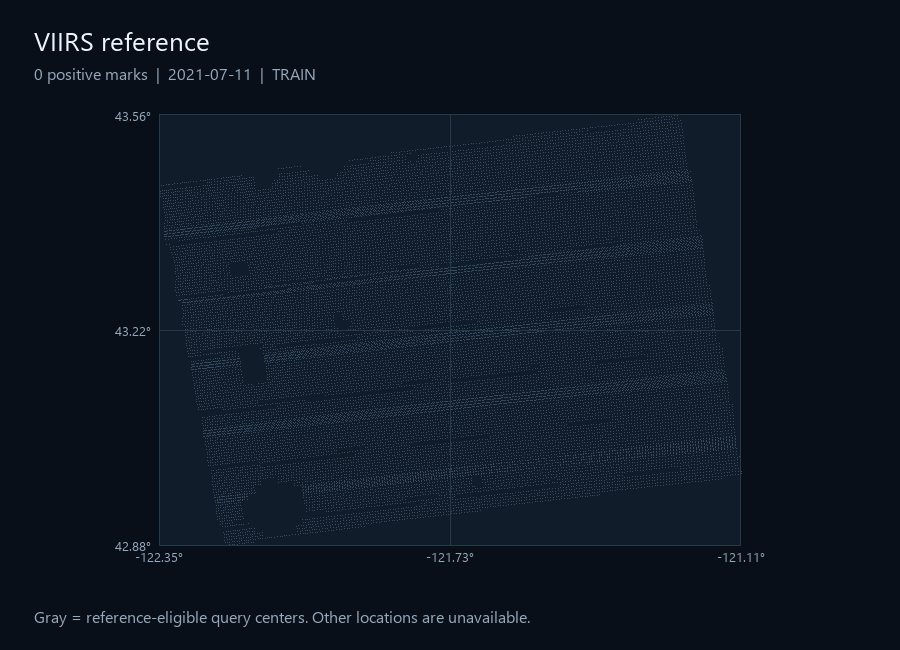 VIIRS reference
0 positive marks | 2021-07-11 | TRAIN
43.56°
43.22°
42.88°
-122.35°
-121.73°
-121.11°
Gray = reference-eligible query centers. Other locations are unavailable.